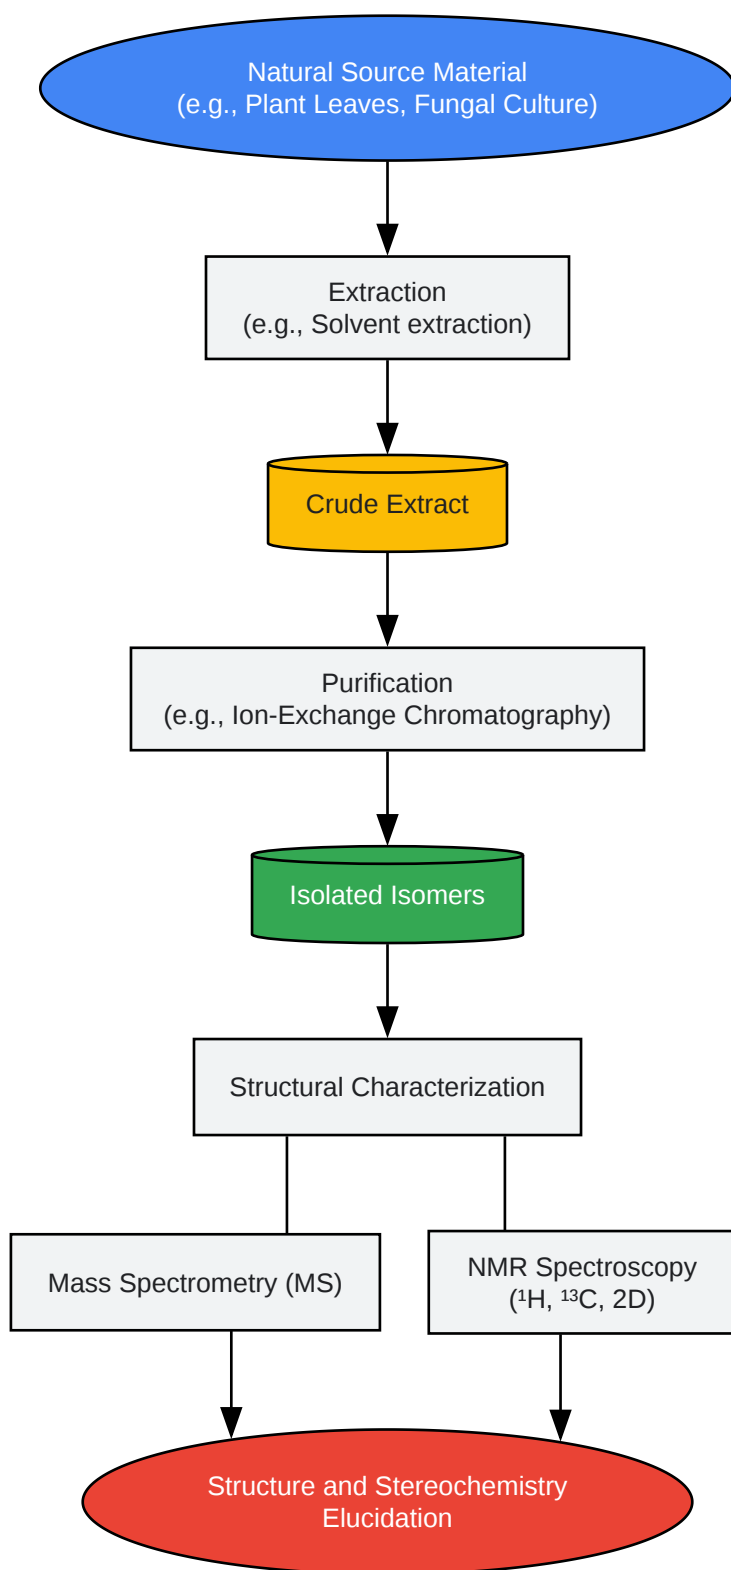 Natural Source Material
(e.g., Plant Leaves, Fungal Culture)
Extraction
(e.g., Solvent extraction)
Crude Extract
Purification
(e.g., Ion-Exchange Chromatography)
Isolated Isomers
Structural Characterization
Mass Spectrometry (MS)
NMR Spectroscopy
(¹H, ¹³C, 2D)
Structure and Stereochemistry
Elucidation